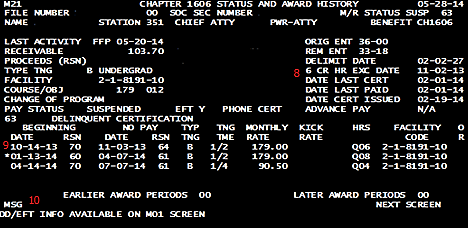 M21 CHAPTER 1606 STATUS AND AWARD HISTORY 05-28-14
FILE NUMBER 00 SOC SEC NUMBER M/R STATUS SUSP 63
NAME STATION 351 CHIEF ATTY PWR-ATTY BENEFIT CH1606
LAST ACTIVITY FFP 05-20-14 ORIG ENT 36-00
RECEIVABLE 103.70 REM ENT 33-18
PROCEEDS (RSN) DELIMIT DATE 02-02-27
TYPE TNG B UNDERGRAD 8 6 CR HR EXC DATE 11-02-13
FACILITY 2-1-8191-10 DATE LAST CERT 02-01-14
COURSE/OBJ 179 012 DATE LAST PAID 02-01-14
CHANGE OF PROGRAM DATE CERT ISSUED 02-19-14
PAY STATUS SUSPENDED EFT Y PHONE CERT ADVANCE PAY N/A
63 DELINQUENT CERTIFICATION
BEGINNING NO PAY TYP TNG MONTHLY KICK HRS FACILITY O
9 DATE RSN DATE RSN TNG TME RATE RATE CODE R
10-14-13 70 11-03-13 64 B 1/2 179.00 Q06 2-1-8191-10
*01-13-14 60 04-07-14 61 B 1/2 179.00 Q08 2-1-8191-10
04-14-14 70 07-07-14 61 B 1/4 90.50 Q04 2-1-8191-10
EARLIER AWARD PERIODS 00 LATER AWARD PERIODS 00
MSG 10 NEXT SCREEN
DD/EFT INFO AVAILABLE ON M01 SCREEN